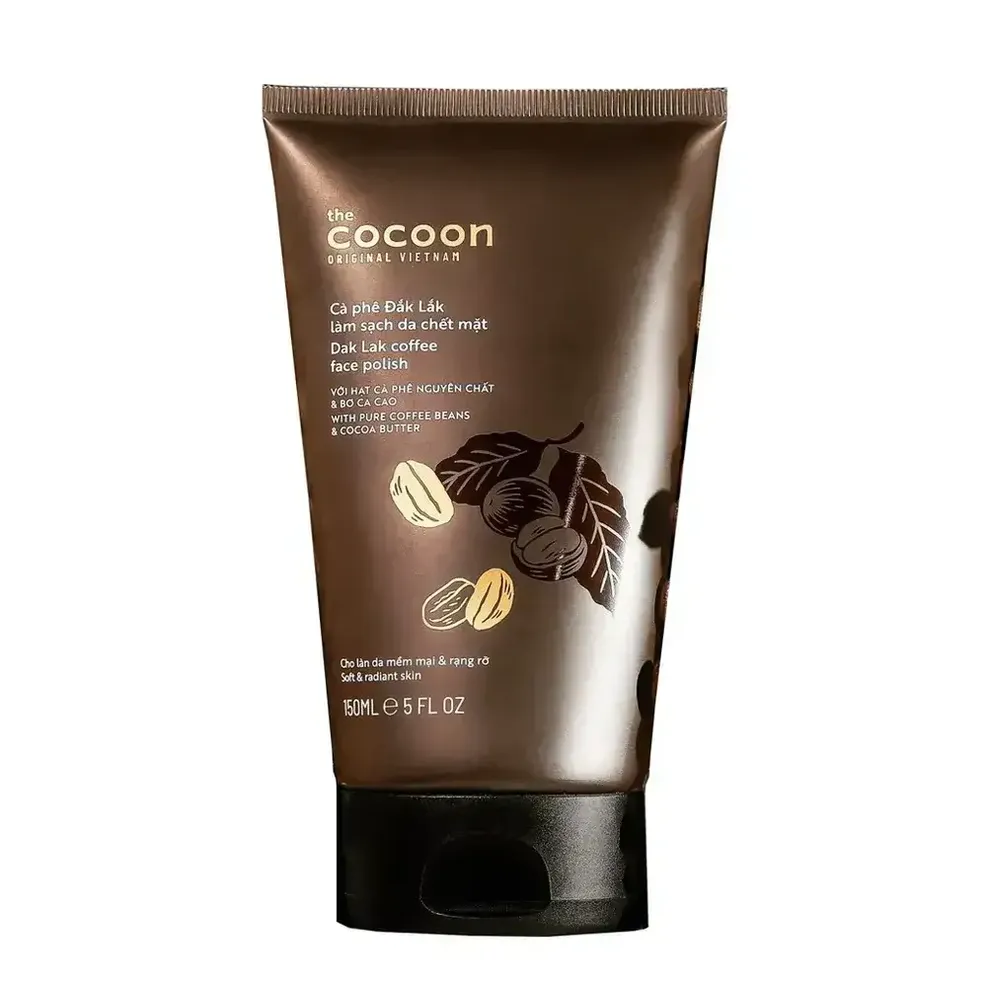 the
cocoon
ORIGINAL VIETNAM
Cà phê Đắk Lắk
làm sạch da chết mặt
Dak Lak coffee
face polish
VỚI HẠT CÀ PHÊ NGUYÊN CHẤT
& BƠ CA CAO
WITH PURE COFFEE BEANS
& COCOA BUTTER
Cho làn da mềm mại & rạng rỡ
Soft & radiant skin
150ML ℮ 5 FL OZ